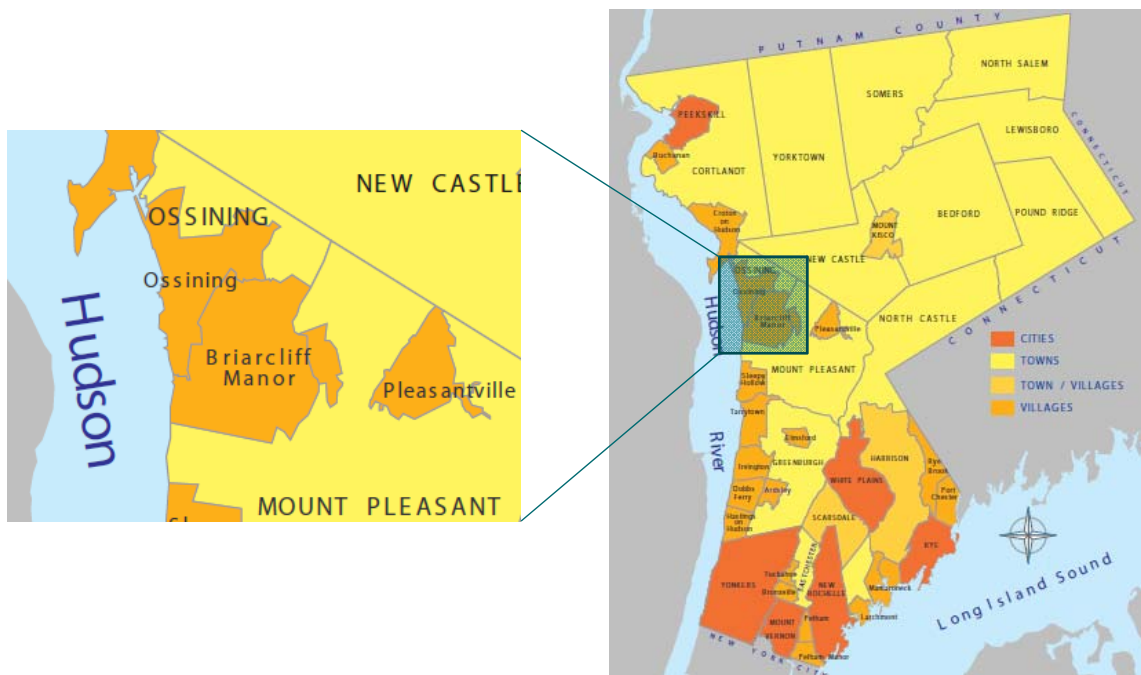 NEW CASTLE
OSSINING
Ossining
Hudson
Briarcliff
Manor
Pleasantville
MOUNT PLEASANT
PUTNAM COUNTY
NORTH SALEM
SOMERS
PEEKSKILL
LEWISBORO
CONNECTICUT
Buchanan
YORKTOWN
CORTLANDT
Croton
on
Hudson
BEDFORD
POUND RIDGE
MOUNT
KISCO
NEW CASTLE
OSSINING
Ossining
Hudson
Briarcliff
Manor
Pleasantville
NORTH CASTLE
CONNECTICUT
CITIES
TOWNS
TOWN / VILLAGES
VILLAGES
MOUNT PLEASANT
Sleepy
Hollow
Tarrytown
River
Elmsford
HARRISON
Rye
Brook
Irvington
GREENBURGH
WHITE PLAINS
Dobbs
Ferry
Ardsley
Port
Chester
Hastings
on
Hudson
SCARSDALE
RYE
EASTCHESTER
Tuckahoe
YONKERS
Bronxville
NEW
ROCHELLE
Mamaroneck
Long Island Sound
Larchmont
MOUNT
VERNON
Pelham
Pelham Manor
NEW YORK CITY